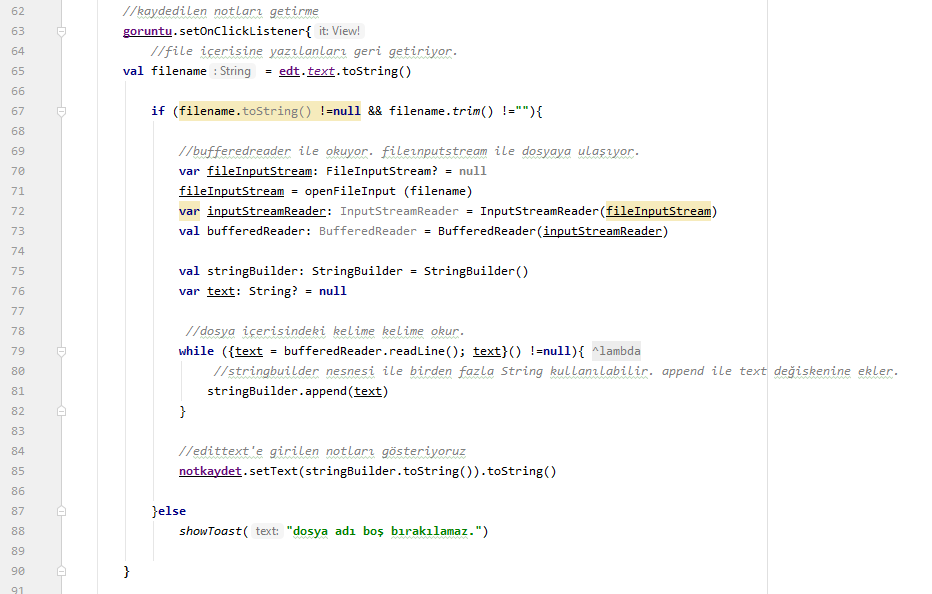 62 //kaydedilen notları getirme
63 goruntu.setOnClickListener{ it: View!
64 //file içerisine yazılanları geri getiriyor.
65 val filename : String = edt.text.toString()
66
67 if (filename.toString() !=null && filename.trim() !=""){
68
69 //bufferedreader ile okuyor. fileınputstream ile dosyaya ulaşıyor.
70 var fileInputStream: FileInputStream? = null
71 fileInputStream = openFileInput (filename)
72 var inputStreamReader: InputStreamReader = InputStreamReader(fileInputStream)
73 val bufferedReader: BufferedReader = BufferedReader(inputStreamReader)
74
75 val stringBuilder: StringBuilder = StringBuilder()
76 var text: String? = null
77
78 //dosya içerisindeki kelime kelime okur.
79 while ({text = bufferedReader.readLine(); text}() !=null){ ^lambda
80 //stringbuilder nesnesi ile birden fazla String kullanılabilir. append ile text değiskenine ekler.
81 stringBuilder.append(text)
82 }
83
84 //edittext'e girilen notları gösteriyoruz
85 notkaydet.setText(stringBuilder.toString()).toString()
86
87 }else
88 showToast( text: "dosya adı boş bırakılamaz.")
89
90 }
91